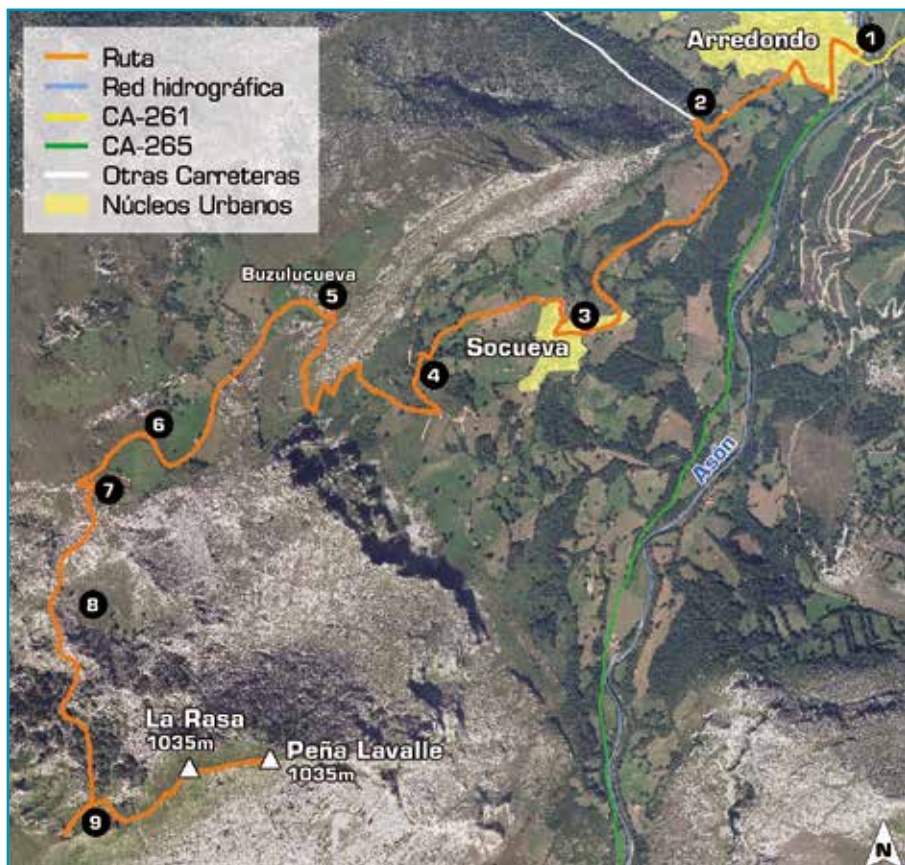 Ruta
Red hidrográfica
CA-261
CA-265
Otras Carreteras
Núcleos Urbanos
Arredondo
1
2
Buzulucueva
5
3
Socueva
4
6
Asón
7
8
La Rasa
1035m
Peña Lavalle
1035m
9
N